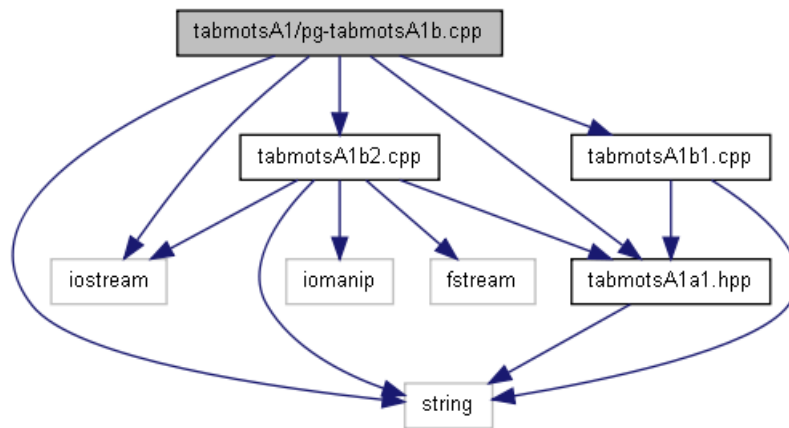 tabmotsA1/pg-tabmotsA1b.cpp
tabmotsA1b2.cpp
tabmotsA1b1.cpp
iostream
iomanip
fstream
tabmotsA1a1.hpp
string